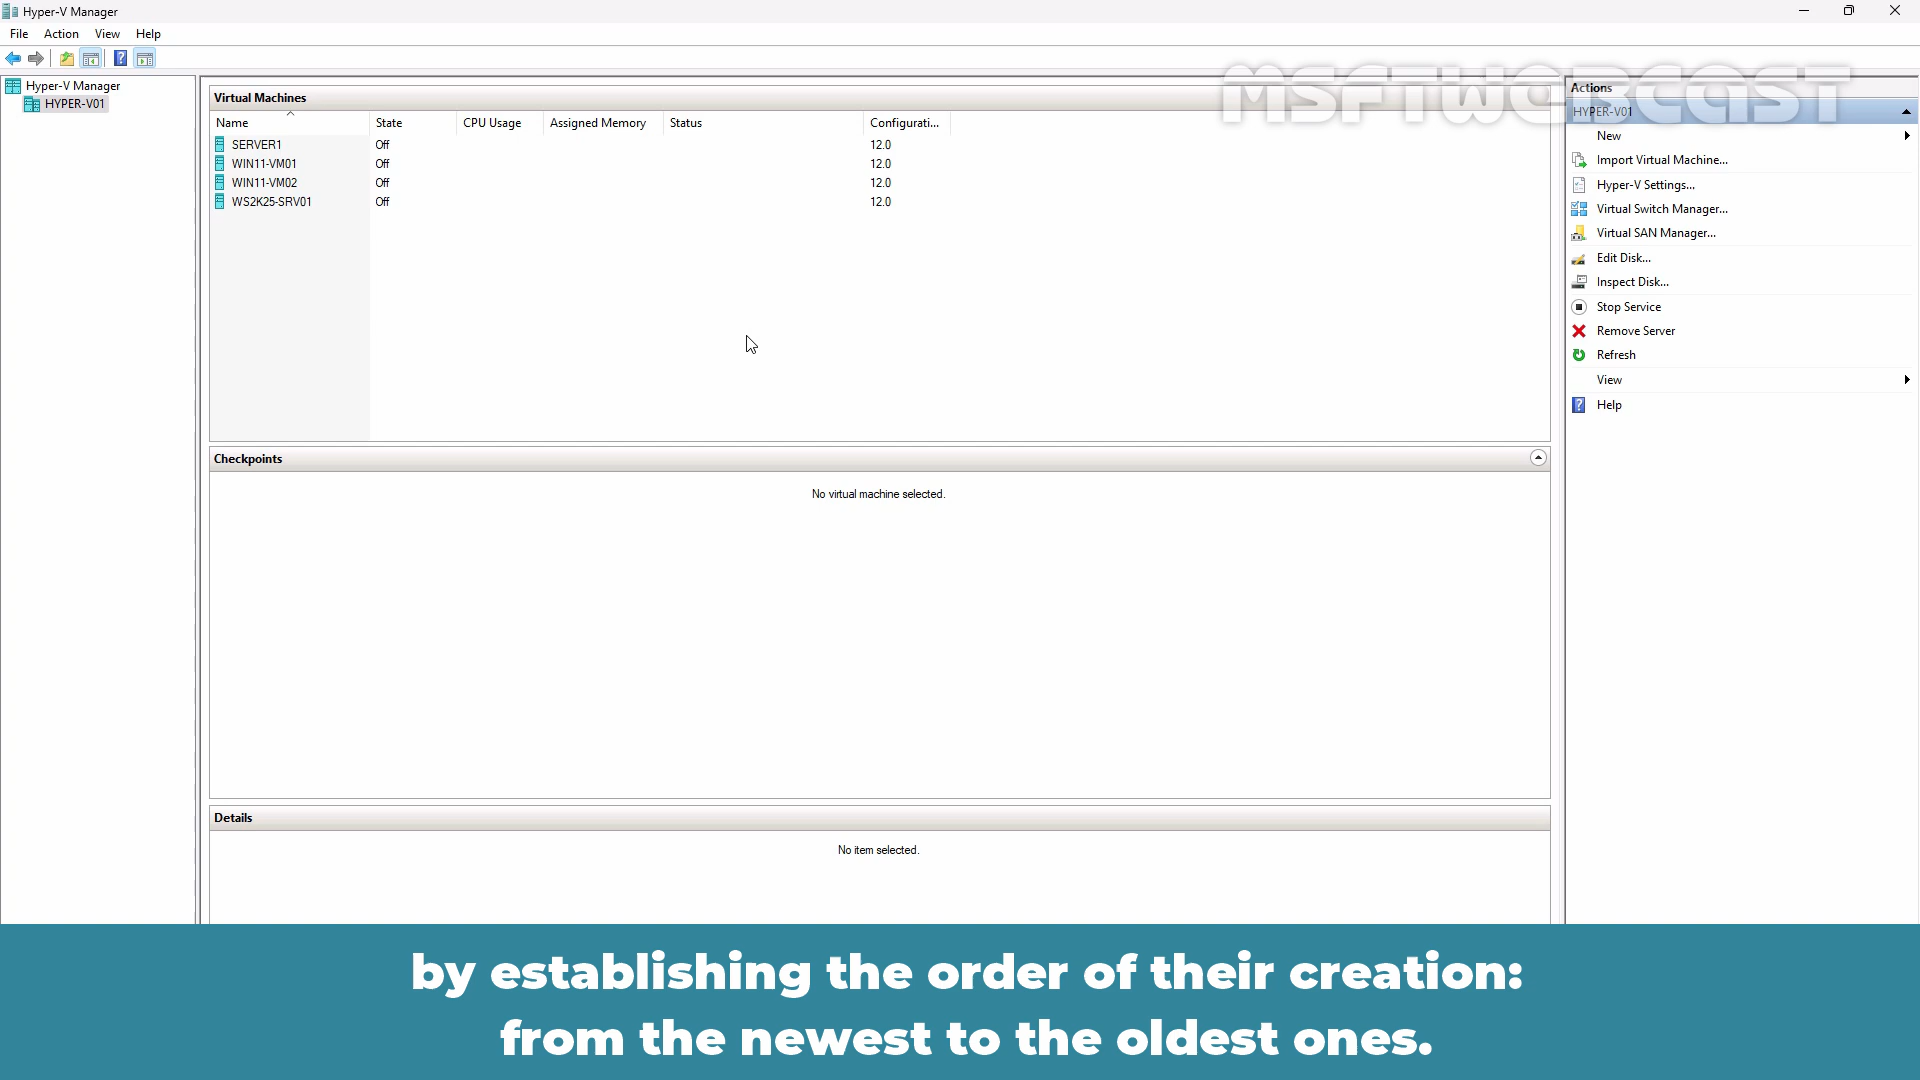 Hyper-V Manager
File Action View Help
Hyper-V Manager
HYPER-V01
Virtual Machines
Name State CPU Usage Assigned Memory Status Configurati...
SERVER1 Off 12.0
WIN11-VM01 Off 12.0
WIN11-VM02 Off 12.0
WS2K25-SRV01 Off 12.0
Checkpoints
No virtual machine selected.
Details
No item selected.
MSFTWEBCAST
Actions
HYPER-V01
New
Import Virtual Machine...
Hyper-V Settings...
Virtual Switch Manager...
Virtual SAN Manager...
Edit Disk...
Inspect Disk...
Stop Service
Remove Server
Refresh
View
Help
by establishing the order of their creation:
from the newest to the oldest ones.